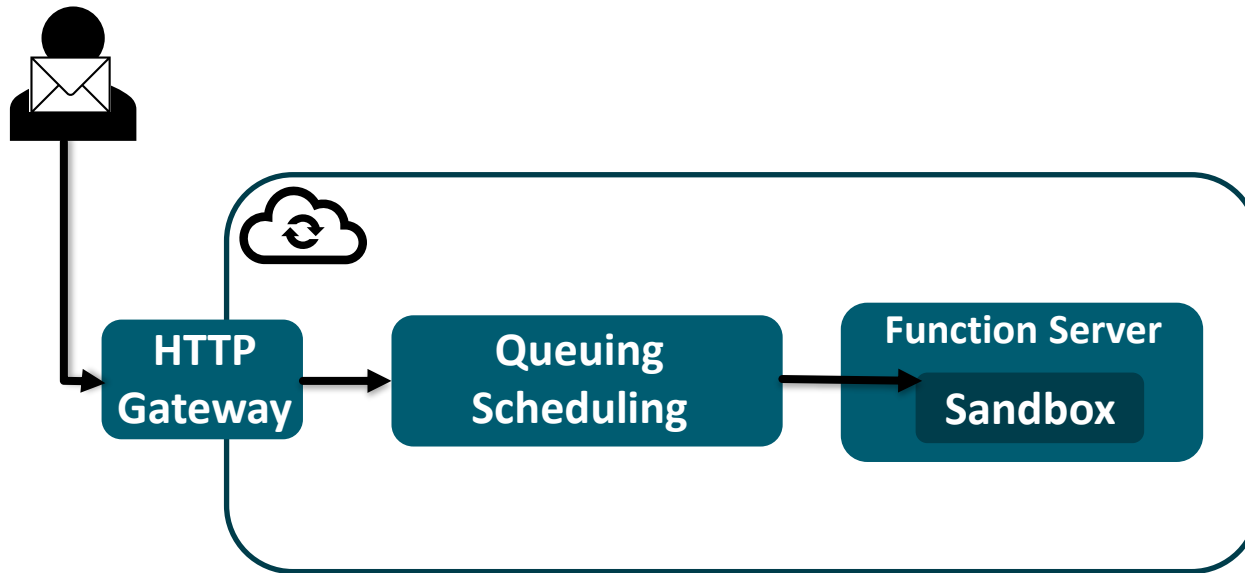 HTTP
Gateway
Queuing
Scheduling
Function Server
Sandbox